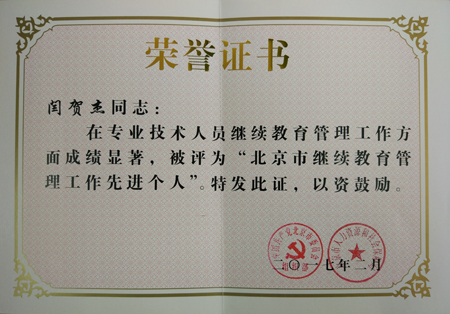 荣誉证书
闫贺杰同志：
在专业技术人员继续教育管理工作方
面成绩显著，被评为“北京市继续教育管
理工作先进个人”。特发此证，以资鼓励。
二〇一七年二月